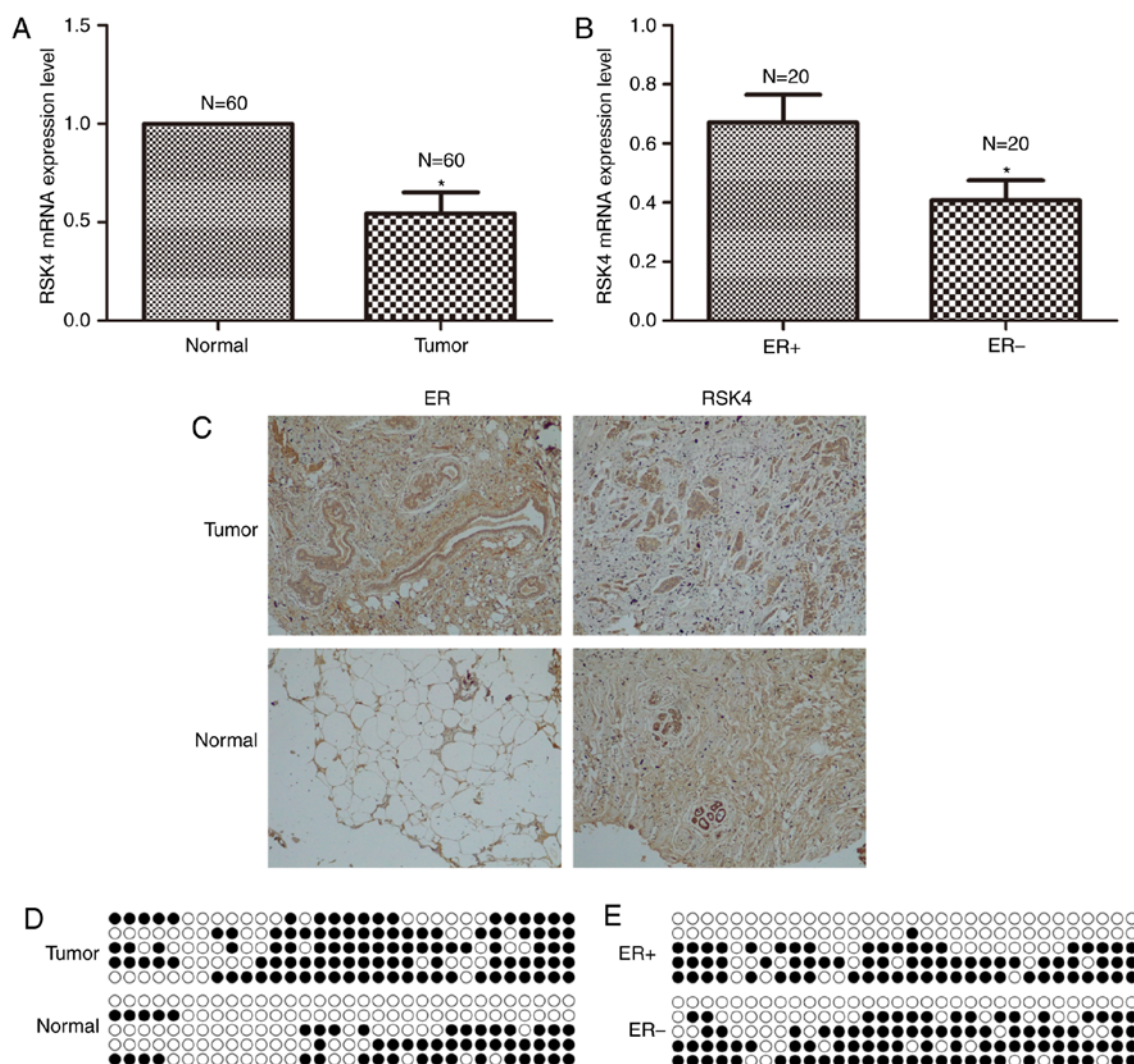 A
RSK4 mRNA expression level
1.5
1.0
0.5
0.0
N=60
N=60
*
Normal
Tumor
B
RSK4 mRNA expression level
1.0
0.8
0.6
0.4
0.2
0.0
N=20
N=20
*
ER+
ER−
C
ER
RSK4
Tumor
Normal
D
Tumor
Normal
E
ER+
ER−